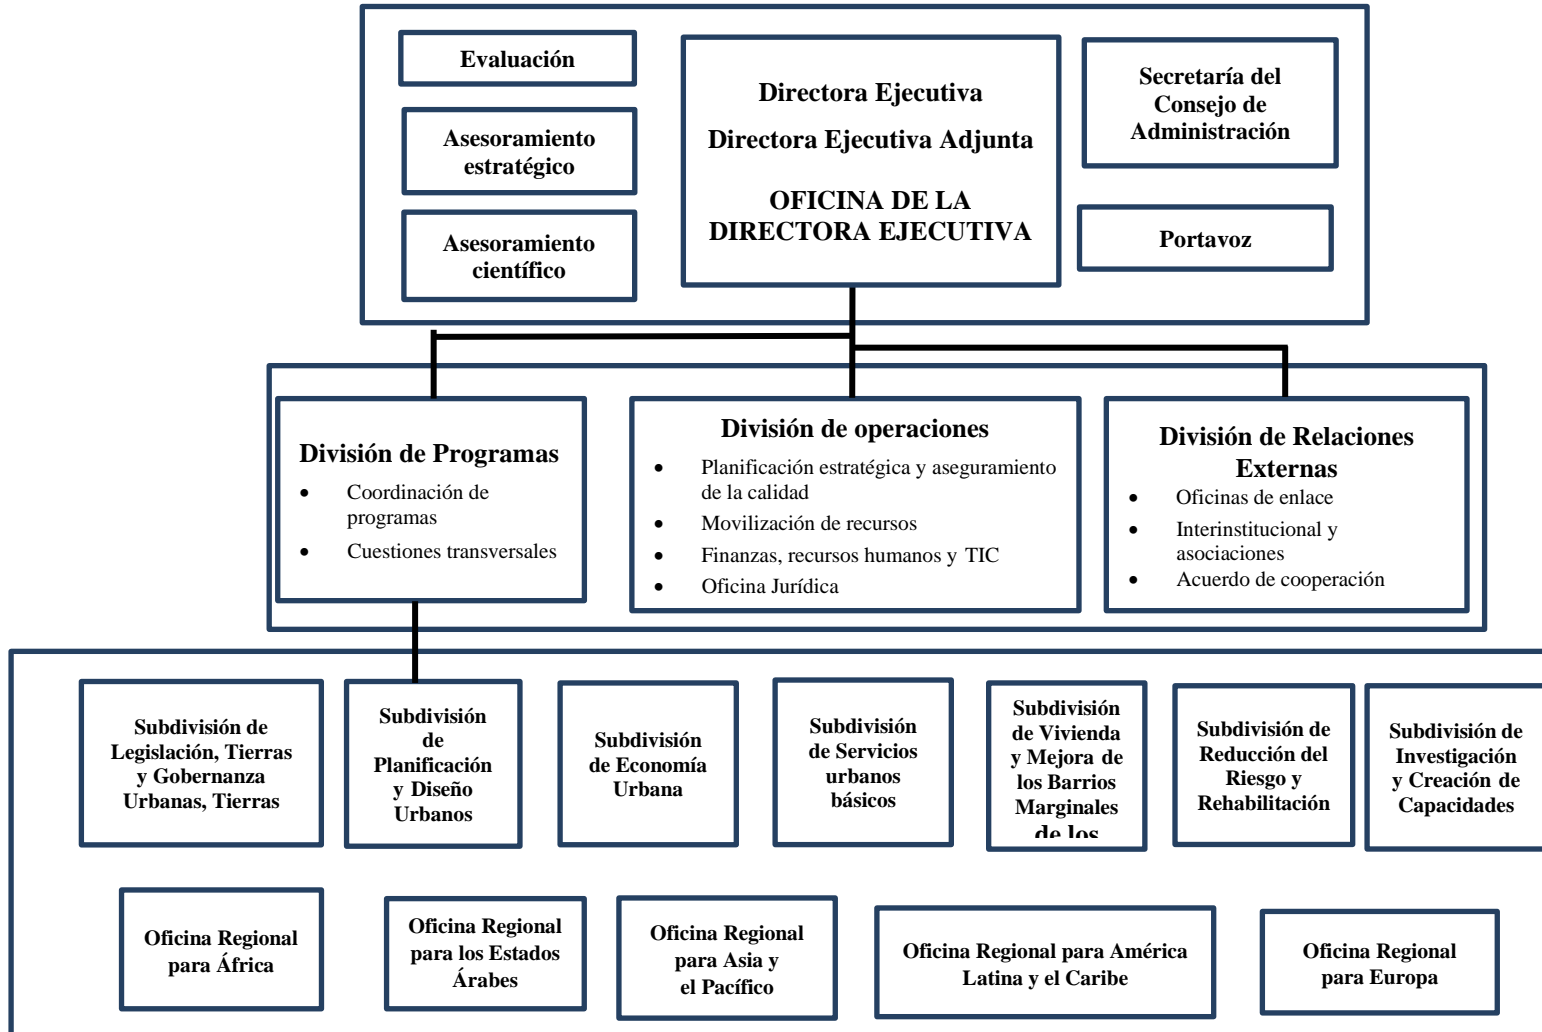 Evaluación
Asesoramiento
estratégico
Asesoramiento
científico
Directora Ejecutiva
Directora Ejecutiva Adjunta
OFICINA DE LA
DIRECTORA EJECUTIVA
Secretaría del
Consejo de
Administración
Portavoz
División de Programas
• Coordinación de
programas
• Cuestiones transversales
División de operaciones
• Planificación estratégica y aseguramiento
de la calidad
• Movilización de recursos
• Finanzas, recursos humanos y TIC
• Oficina Jurídica
División de Relaciones
Externas
• Oficinas de enlace
• Interinstitucional y
asociaciones
• Acuerdo de cooperación
Subdivisión de
Legislación, Tierras
y Gobernanza
Urbanas, Tierras
Subdivisión
de
Planificación
y Diseño
Urbanos
Subdivisión
de Economía
Urbana
Subdivisión
de Servicios
urbanos
básicos
Subdivisión
de Vivienda
y Mejora de
los Barrios
Marginales
de los
Subdivisión de
Reducción del
Riesgo y
Rehabilitación
Subdivisión de
Investigación
y Creación de
Capacidades
Oficina Regional
para África
Oficina Regional
para los Estados
Árabes
Oficina Regional
para Asia y
el Pacífico
Oficina Regional para América
Latina y el Caribe
Oficina Regional
para Europa